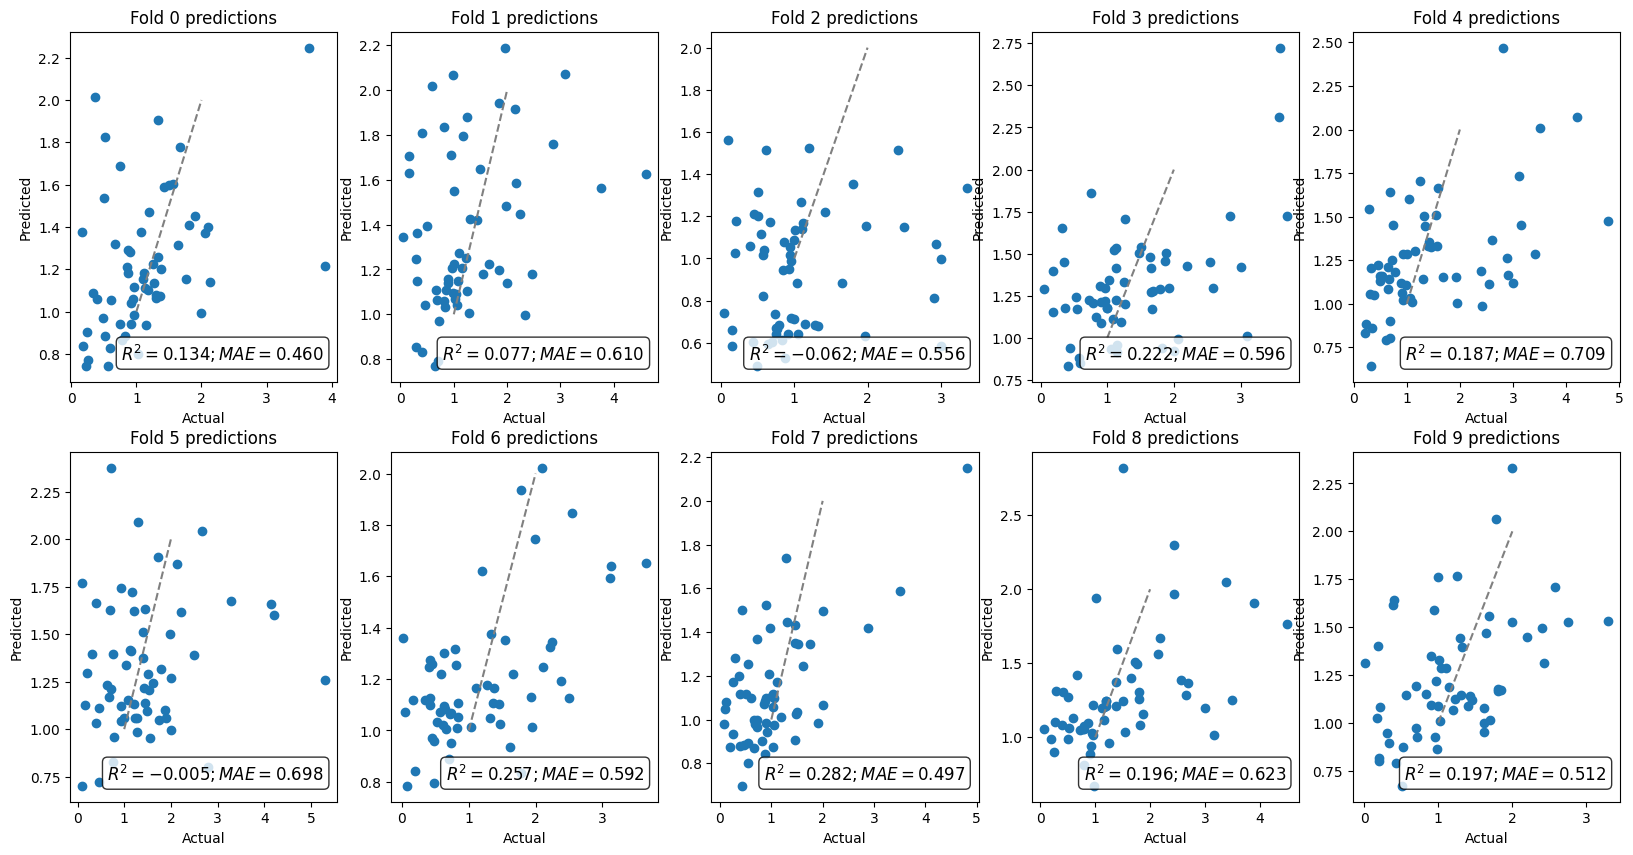 Fold 0 predictions
2.2
2.0
1.8
1.6
1.4
1.2
1.0
0.8
Predicted
R² = 0.134; MAE = 0.460
0 1 2 3 4
Actual
Fold 1 predictions
2.2
2.0
1.8
1.6
1.4
1.2
1.0
0.8
Predicted
R² = 0.077; MAE = 0.610
0 1 2 3 4
Actual
Fold 2 predictions
2.0
1.8
1.6
1.4
1.2
1.0
0.8
0.6
Predicted
R² = −0.062; MAE = 0.556
0 1 2 3
Actual
Fold 3 predictions
2.75
2.50
2.25
2.00
1.75
1.50
1.25
1.00
0.75
Predicted
R² = 0.222; MAE = 0.596
0 1 2 3
Actual
Fold 4 predictions
2.50
2.25
2.00
1.75
1.50
1.25
1.00
0.75
Predicted
R² = 0.187; MAE = 0.709
0 1 2 3 4 5
Actual
Fold 5 predictions
2.25
2.00
1.75
1.50
1.25
1.00
0.75
Predicted
R² = −0.005; MAE = 0.698
0 1 2 3 4 5
Actual
Fold 6 predictions
2.0
1.8
1.6
1.4
1.2
1.0
0.8
Predicted
R² = 0.257; MAE = 0.592
0 1 2 3
Actual
Fold 7 predictions
2.2
2.0
1.8
1.6
1.4
1.2
1.0
0.8
Predicted
R² = 0.282; MAE = 0.497
0 1 2 3 4 5
Actual
Fold 8 predictions
2.5
2.0
1.5
1.0
Predicted
R² = 0.196; MAE = 0.623
0 1 2 3 4
Actual
Fold 9 predictions
2.25
2.00
1.75
1.50
1.25
1.00
0.75
Predicted
R² = 0.197; MAE = 0.512
0 1 2 3
Actual